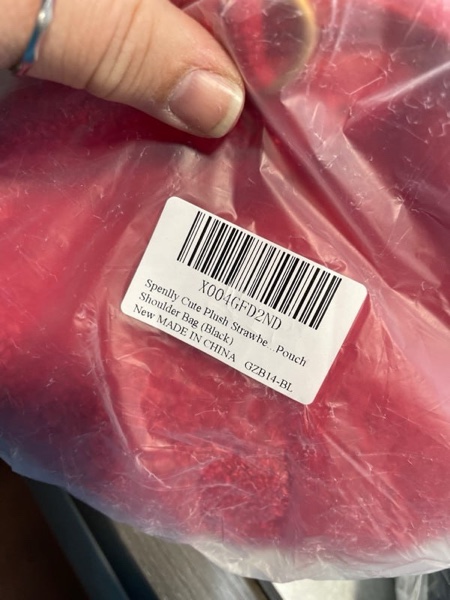 X004GFD2ND
Spenlly Cute Plush Strawbe...Pouch
Shoulder Bag (Black)
New MADE IN CHINA GZB14-BL